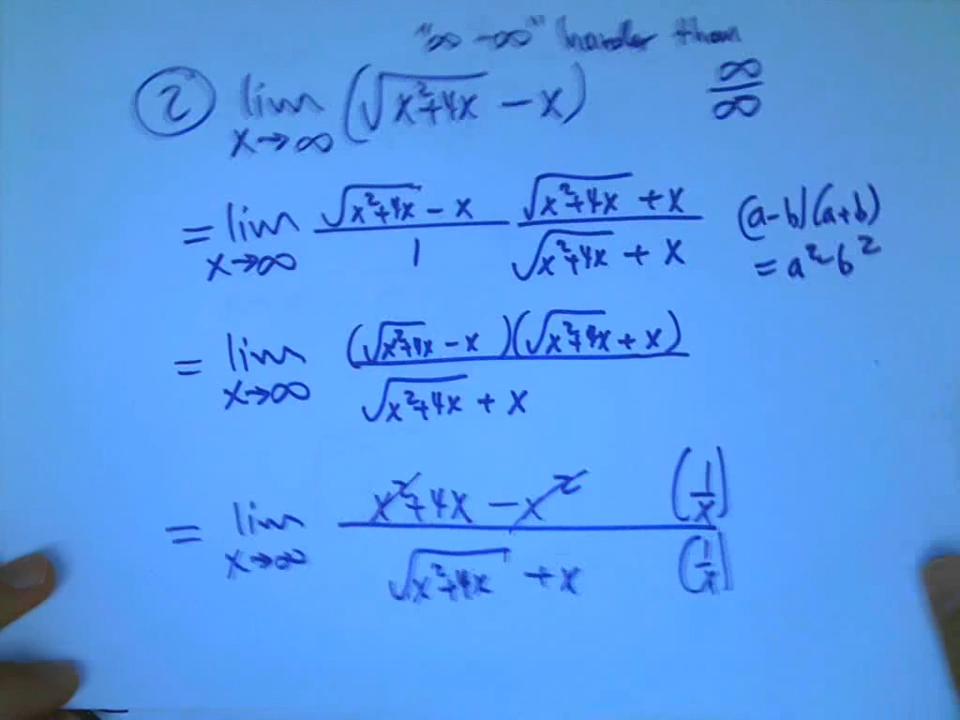 "∞ -∞" harder than
② lim x→∞ (√(x²+4x) - x) ∞/∞
= lim x→∞ (√(x²+4x) - x)/1 (√(x²+4x) + x)/(√(x²+4x) + x) (a-b)(a+b)
= a²-b²
= lim x→∞ (√(x²+4x) - x)(√(x²+4x) + x)/(√(x²+4x) + x)
= lim x→∞ (x²+4x - x²)/(√(x²+4x) + x) (1/x)/(1/x)